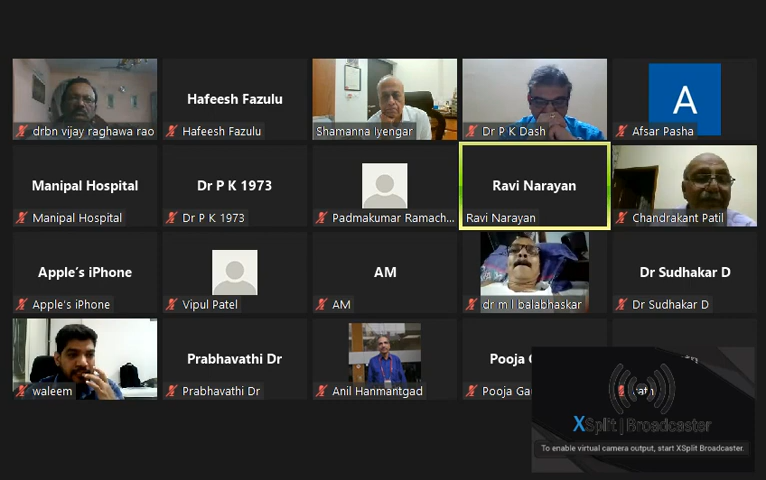 drbn vijay raghawa rao
Hafeesh Fazulu
Hafeesh Fazulu
Shamanna Iyengar
Dr P K Dash
A
Afsar Pasha
Manipal Hospital
Manipal Hospital
Dr P K 1973
Dr P K 1973
Padmakumar Ramach...
Ravi Narayan
Ravi Narayan
Chandrakant Patil
Apple's iPhone
Apple's iPhone
Vipul Patel
AM
AM
dr m l balabhaskar
Dr Sudhakar D
Dr Sudhakar D
waleem
Prabhavathi Dr
Prabhavathi Dr
Anil Hanmantgad
Pooja G
Pooja Ga
XSplit | Broadcaster
To enable virtual camera output, start XSplit Broadcaster.